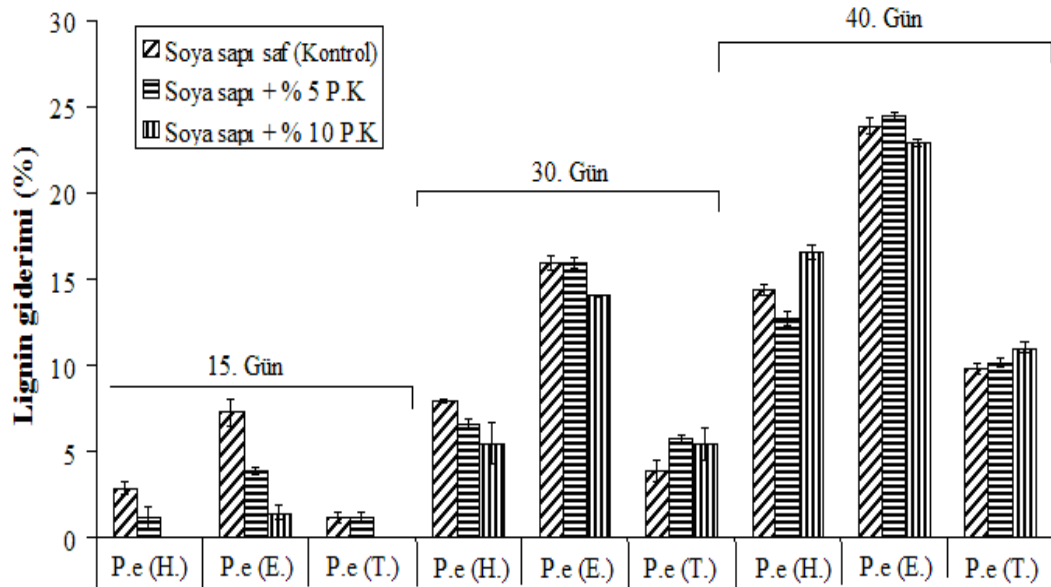 Lignin giderimi (%)
30
25
20
15
10
5
0
Soya sapı saf (Kontrol)
Soya sapı + % 5 P.K
Soya sapı + % 10 P.K
15. Gün
30. Gün
40. Gün
P.e (H.) P.e (E.) P.e (T.) P.e (H.) P.e (E.) P.e (T.) P.e (H.) P.e (E.) P.e (T.)